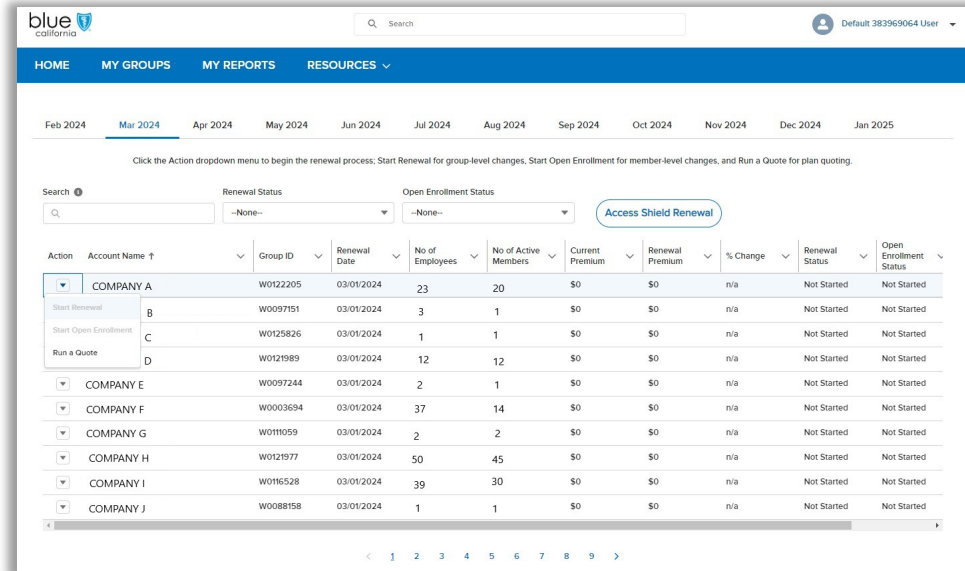 blue
california
Search
Default 383969064 User
HOME MY GROUPS MY REPORTS RESOURCES
Feb 2024 Mar 2024 Apr 2024 May 2024 Jun 2024 Jul 2024 Aug 2024 Sep 2024 Oct 2024 Nov 2024 Dec 2024 Jan 2025
Click the Action dropdown menu to begin the renewal process; Start Renewal for group-level changes, Start Open Enrollment for member-level changes, and Run a Quote for plan quoting.
Search Renewal Status Open Enrollment Status
--None-- --None-- Access Shield Renewal
Action Account Name ↑ Group ID Renewal Date No of Employees No of Active Members Current Premium Renewal Premium % Change Renewal Status Open Enrollment Status
COMPANY A W0122205 03/01/2024 23 20 $0 $0 n/a Not Started Not Started
Start Renewal
B W0097151 03/01/2024 3 1 $0 $0 n/a Not Started Not Started
Start Open Enrollment
C W0125826 03/01/2024 1 1 $0 $0 n/a Not Started Not Started
Run a Quote
D W0121989 03/01/2024 12 12 $0 $0 n/a Not Started Not Started
COMPANY E W0097244 03/01/2024 2 1 $0 $0 n/a Not Started Not Started
COMPANY F W0003694 03/01/2024 37 14 $0 $0 n/a Not Started Not Started
COMPANY G W0111059 03/01/2024 2 2 $0 $0 n/a Not Started Not Started
COMPANY H W0121977 03/01/2024 50 45 $0 $0 n/a Not Started Not Started
COMPANY I W0116528 03/01/2024 39 30 $0 $0 n/a Not Started Not Started
COMPANY J W0088158 03/01/2024 1 1 $0 $0 n/a Not Started Not Started
< 1 2 3 4 5 6 7 8 9 >